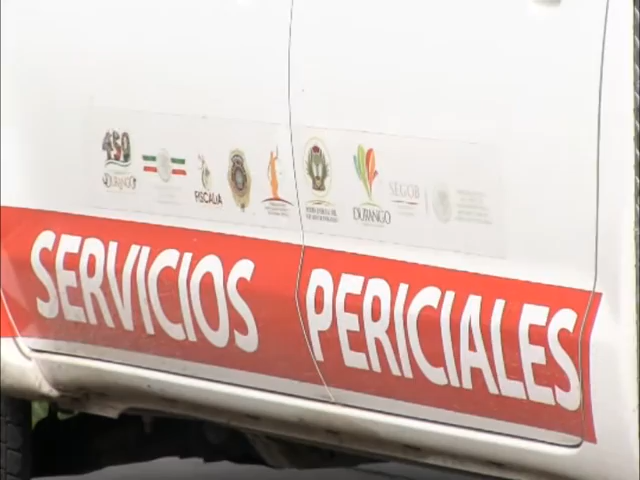 450
DURANGO
FISCALIA
DURANGO
SEGOB
SERVICIOS PERICIALES